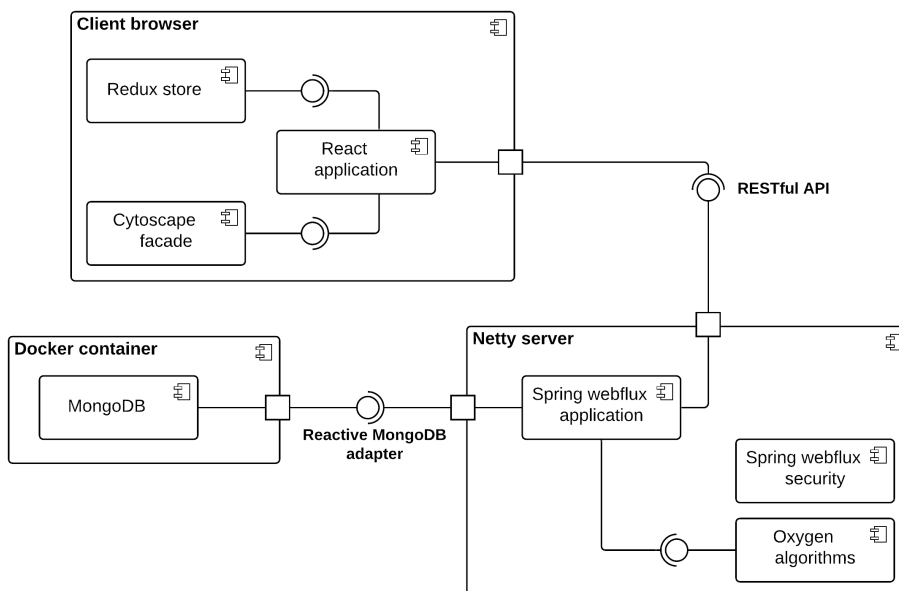 Client browser
Redux store
React
application
Cytoscape
facade
RESTful API
Docker container
MongoDB
Reactive MongoDB
adapter
Netty server
Spring webflux
application
Spring webflux
security
Oxygen
algorithms